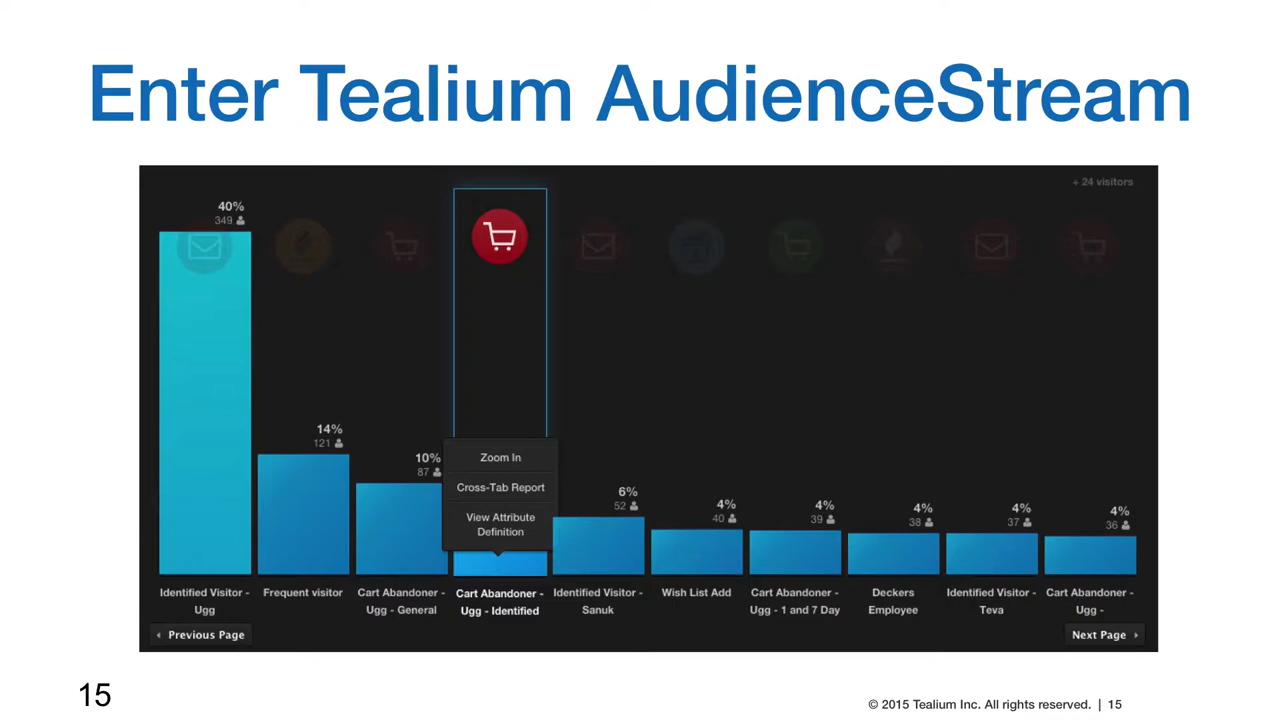 Enter Tealium AudienceStream
+ 24 visitors
40%
349
14%
121
10%
87
Zoom In
Cross-Tab Report
View Attribute
Definition
6%
52
4%
40
4%
39
4%
38
4%
37
4%
36
Identified Visitor -
Ugg
Frequent visitor
Cart Abandoner -
Ugg - General
Cart Abandoner -
Ugg - Identified
Identified Visitor -
Sanuk
Wish List Add
Cart Abandoner -
Ugg - 1 and 7 Day
Deckers
Employee
Identified Visitor -
Teva
Cart Abandoner -
Ugg -
Previous Page
Next Page
15
© 2015 Tealium Inc. All rights reserved. | 15